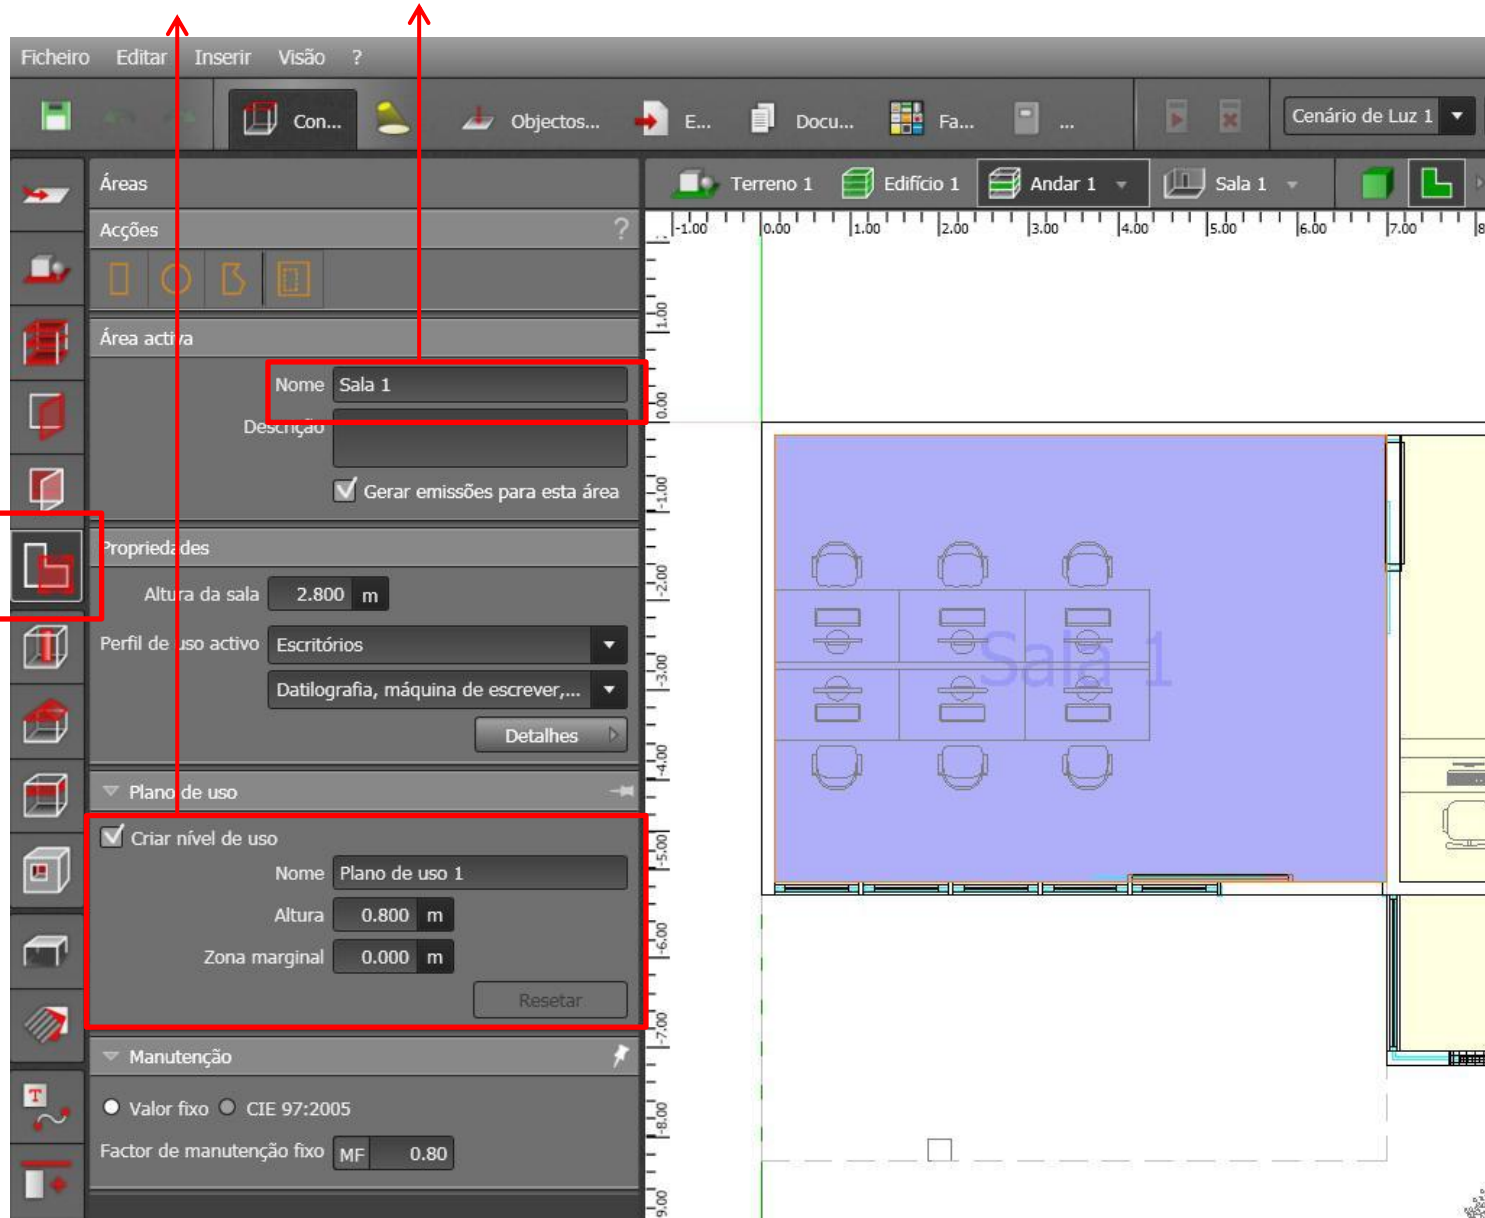 Ficheiro Editar Inserir Visão ?
Con... Objectos... E... Docu... Fa... ... Cenário de Luz 1
Áreas
Terreno 1 Edifício 1 Andar 1 Sala 1
Acções ?
-1.00 0.00 1.00 2.00 3.00 4.00 5.00 6.00 7.00 8
1.00
Área activa
Nome Sala 1
0.00
Descrição
Gerar emissões para esta área
-1.00
Propriedades
Altura da sala 2.800 m
-2.00
Perfil de uso activo Escritórios
Datilografia, máquina de escrever,...
-3.00
Sala 1
Detalhes
-4.00
Plano de uso
Criar nível de uso
-5.00
Nome Plano de uso 1
Altura 0.800 m
-6.00
Zona marginal 0.000 m
Resetar
-7.00
Manutenção
T
Valor fixo CIE 97:2005
-8.00
Factor de manutenção fixo MF 0.80
9.00